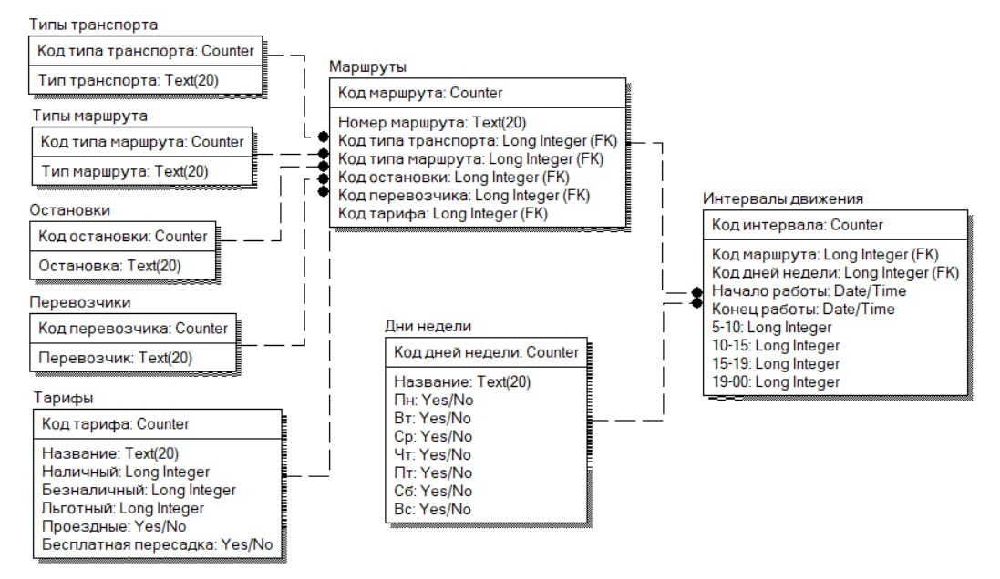 Типы транспорта
Код типа транспорта: Counter
Тип транспорта: Text(20)
Типы маршрута
Код типа маршрута: Counter
Тип маршрута: Text(20)
Остановки
Код остановки: Counter
Остановка: Text(20)
Перевозчики
Код перевозчика: Counter
Перевозчик: Text(20)
Тарифы
Код тарифа: Counter
Название: Text(20)
Наличный: Long Integer
Безналичный: Long Integer
Льготный: Long Integer
Проездные: Yes/No
Бесплатная пересадка: Yes/No
Маршруты
Код маршрута: Counter
Номер маршрута: Text(20)
Код типа транспорта: Long Integer (FK)
Код типа маршрута: Long Integer (FK)
Код остановки: Long Integer (FK)
Код перевозчика: Long Integer (FK)
Код тарифа: Long Integer (FK)
Дни недели
Код дней недели: Counter
Название: Text(20)
Пн: Yes/No
Вт: Yes/No
Ср: Yes/No
Чт: Yes/No
Пт: Yes/No
Сб: Yes/No
Вс: Yes/No
Интервалы движения
Код интервала: Counter
Код маршрута: Long Integer (FK)
Код дней недели: Long Integer (FK)
Начало работы: Date/Time
Конец работы: Date/Time
5-10: Long Integer
10-15: Long Integer
15-19: Long Integer
19-00: Long Integer